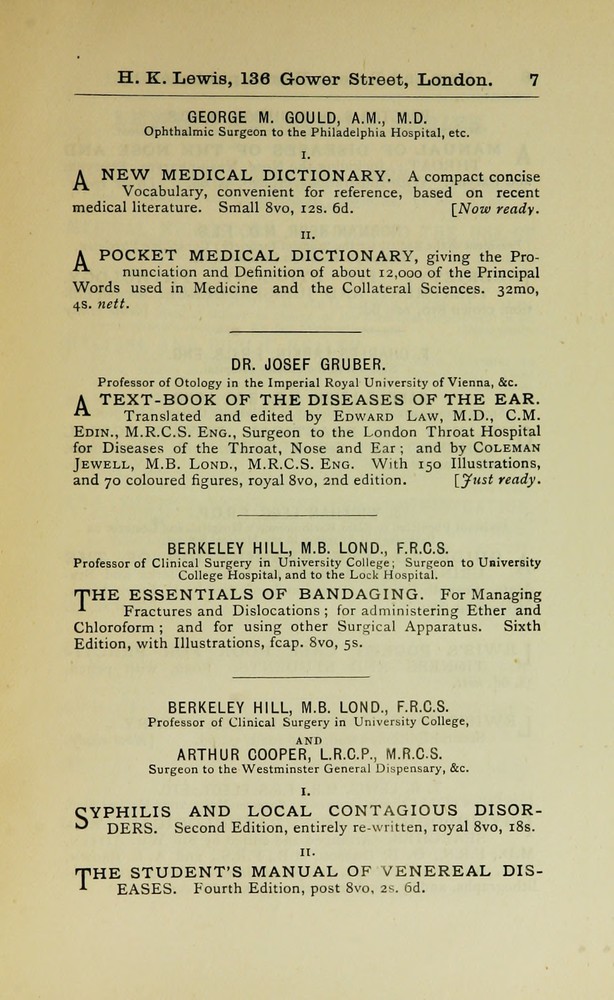 H. K. Lewis, 136 Gower Street, London. 7
GEORGE M. GOULD, A.M., M.D.
Ophthalmic Surgeon to the Philadelphia Hospital, etc.
I.
A NEW MEDICAL DICTIONARY. A compact concise
Vocabulary, convenient for reference, based on recent
medical literature. Small 8vo, 12s. 6d. [Now ready.
II.
A POCKET MEDICAL DICTIONARY, giving the Pro-
nunciation and Definition of about 12,000 of the Principal
Words used in Medicine and the Collateral Sciences. 32mo,
4s. nett.
DR. JOSEF GRUBER.
Professor of Otology in the Imperial Royal University of Vienna, &c.
A TEXT-BOOK OF THE DISEASES OF THE EAR.
Translated and edited by EDWARD LAW, M.D., C.M.
EDIN., M.R.C.S. ENG., Surgeon to the London Throat Hospital
for Diseases of the Throat, Nose and Ear; and by COLEMAN
JEWELL, M.B. LOND., M.R.C.S. ENG. With 150 Illustrations,
and 70 coloured figures, royal 8vo, 2nd edition. [Just ready.
BERKELEY HILL, M.B. LOND., F.R.C.S.
Professor of Clinical Surgery in University College; Surgeon to University
College Hospital, and to the Lock Hospital.
THE ESSENTIALS OF BANDAGING. For Managing
Fractures and Dislocations; for administering Ether and
Chloroform; and for using other Surgical Apparatus. Sixth
Edition, with Illustrations, fcap. 8vo, 5s.
BERKELEY HILL, M.B. LOND., F.R.C.S.
Professor of Clinical Surgery in University College,
AND
ARTHUR COOPER, L.R.C.P., M.R.C.S.
Surgeon to the Westminster General Dispensary, &c.
I.
SYPHILIS AND LOCAL CONTAGIOUS DISOR-
DERS. Second Edition, entirely re-written, royal 8vo, 18s.
II.
THE STUDENT'S MANUAL OF VENEREAL DIS-
EASES. Fourth Edition, post 8vo, 2s. 6d.